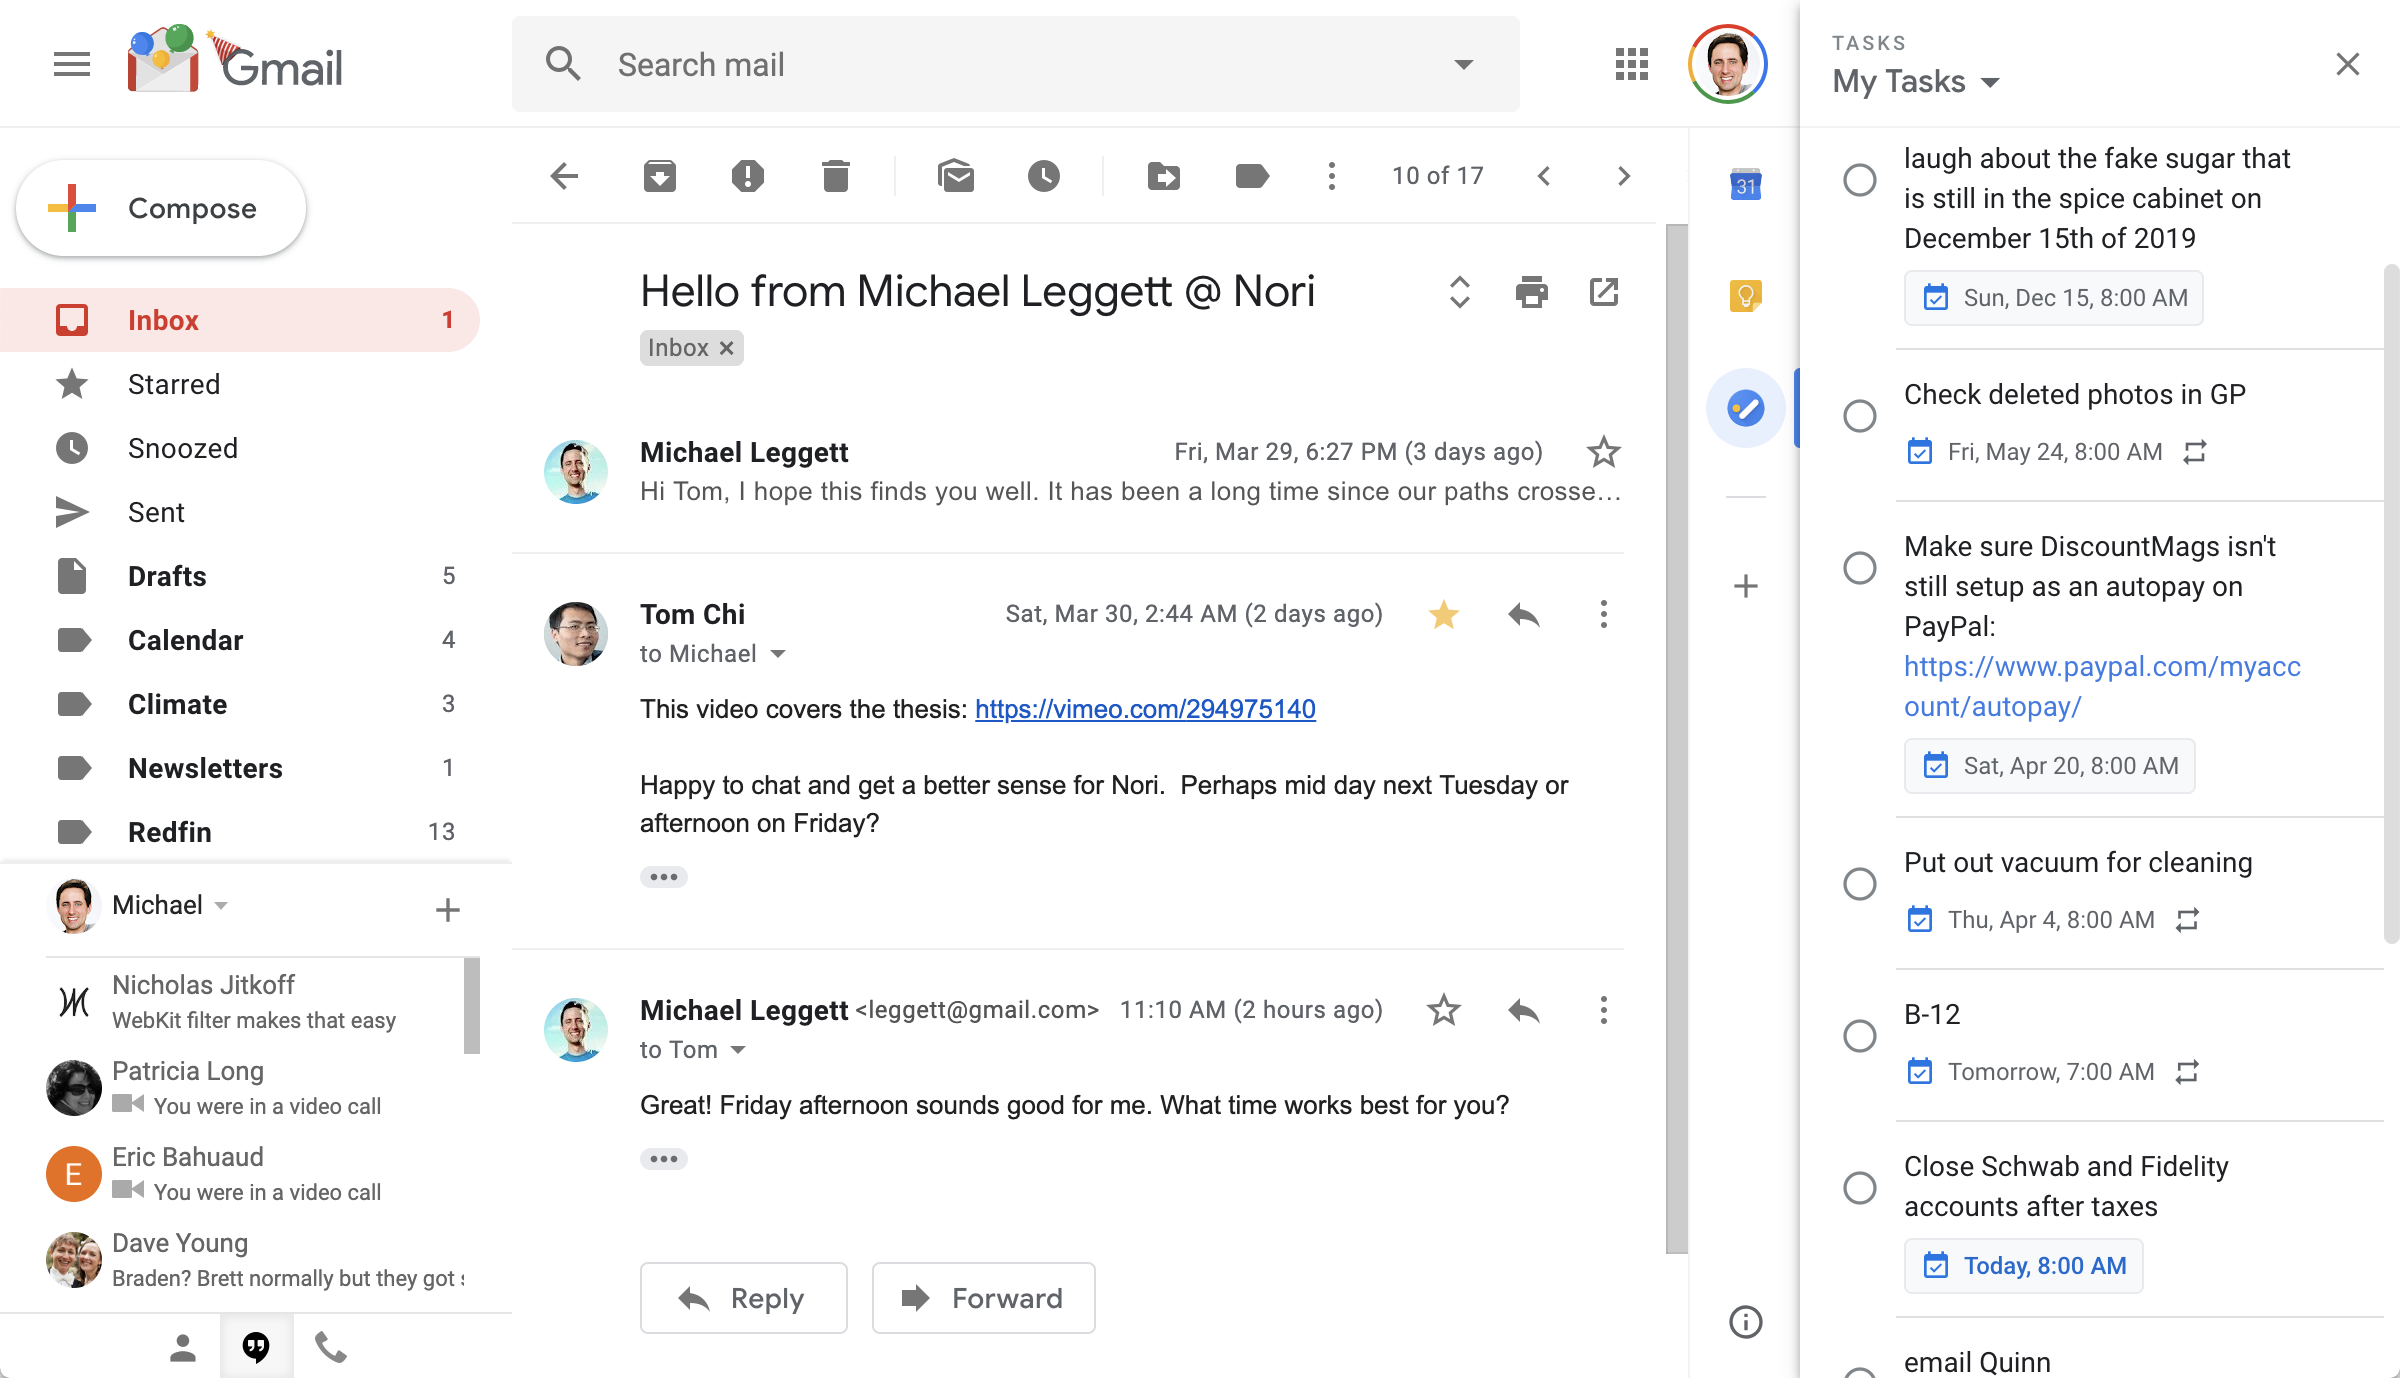 Gmail
Search mail
TASKS
My Tasks
Compose
Inbox 1
Starred
Snoozed
Sent
Drafts 5
Calendar 4
Climate 3
Newsletters 1
Redfin 13
Michael
Nicholas Jitkoff
WebKit filter makes that easy
Patricia Long
You were in a video call
E
Eric Bahuaud
You were in a video call
Dave Young
Braden? Brett normally but they got
10 of 17
Hello from Michael Leggett @ Nori
Inbox
Michael Leggett Fri, Mar 29, 6:27 PM (3 days ago)
Hi Tom, I hope this finds you well. It has been a long time since our paths crosse…
Tom Chi Sat, Mar 30, 2:44 AM (2 days ago)
to Michael
This video covers the thesis: https://vimeo.com/294975140
Happy to chat and get a better sense for Nori.  Perhaps mid day next Tuesday or
afternoon on Friday?
Michael Leggett <leggett@gmail.com> 11:10 AM (2 hours ago)
to Tom
Great! Friday afternoon sounds good for me. What time works best for you?
Reply
Forward
31
laugh about the fake sugar that
is still in the spice cabinet on
December 15th of 2019
Sun, Dec 15, 8:00 AM
Check deleted photos in GP
Fri, May 24, 8:00 AM
Make sure DiscountMags isn't
still setup as an autopay on
PayPal:
https://www.paypal.com/myacc
ount/autopay/
Sat, Apr 20, 8:00 AM
Put out vacuum for cleaning
Thu, Apr 4, 8:00 AM
B-12
Tomorrow, 7:00 AM
Close Schwab and Fidelity
accounts after taxes
Today, 8:00 AM
email Quinn